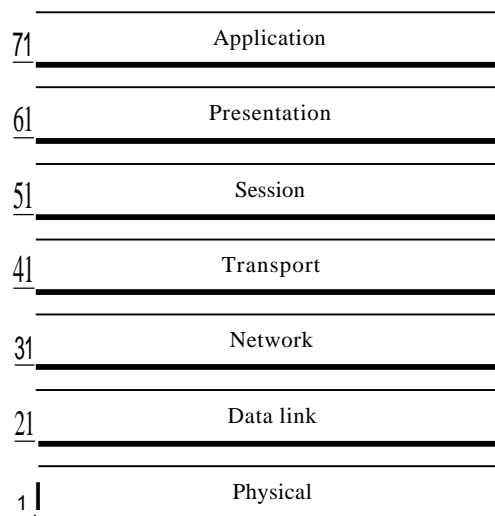 71 Application
61 Presentation
51 Session
41 Transport
31 Network
21 Data link
1 Physical